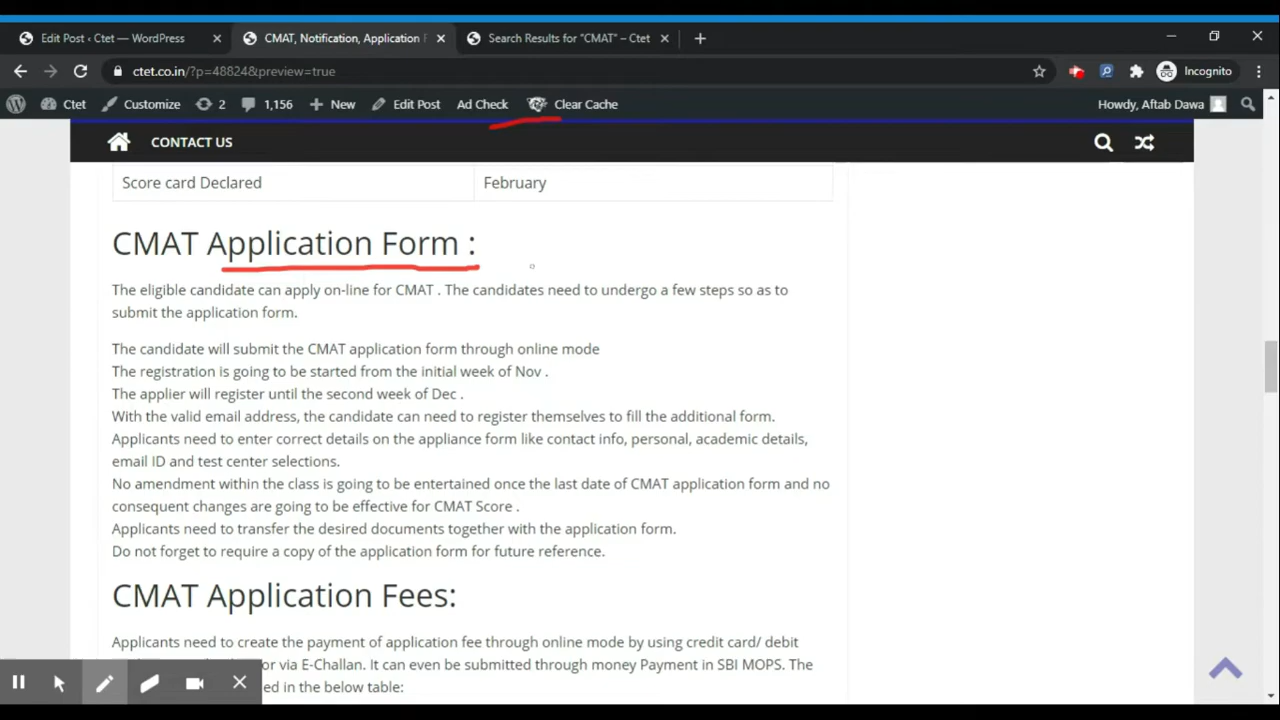 Edit Post ‹ Ctet — WordPress
CMAT, Notification, Application F
Search Results for "CMAT" – Ctet
ctet.co.in/?p=48824&preview=true
Incognito
Ctet Customize 2 1,156 New Edit Post Ad Check Clear Cache Howdy, Aftab Dawa
CONTACT US
Score card Declared February
CMAT Application Form :
The eligible candidate can apply on-line for CMAT . The candidates need to undergo a few steps so as to
submit the application form.
The candidate will submit the CMAT application form through online mode
The registration is going to be started from the initial week of Nov .
The applier will register until the second week of Dec .
With the valid email address, the candidate can need to register themselves to fill the additional form.
Applicants need to enter correct details on the appliance form like contact info, personal, academic details,
email ID and test center selections.
No amendment within the class is going to be entertained once the last date of CMAT application form and no
consequent changes are going to be effective for CMAT Score .
Applicants need to transfer the desired documents together with the application form.
Do not forget to require a copy of the application form for future reference.
CMAT Application Fees:
Applicants need to create the payment of application fee through online mode by using credit card/ debit
or via E-Challan. It can even be submitted through money Payment in SBI MOPS. The
ed in the below table: